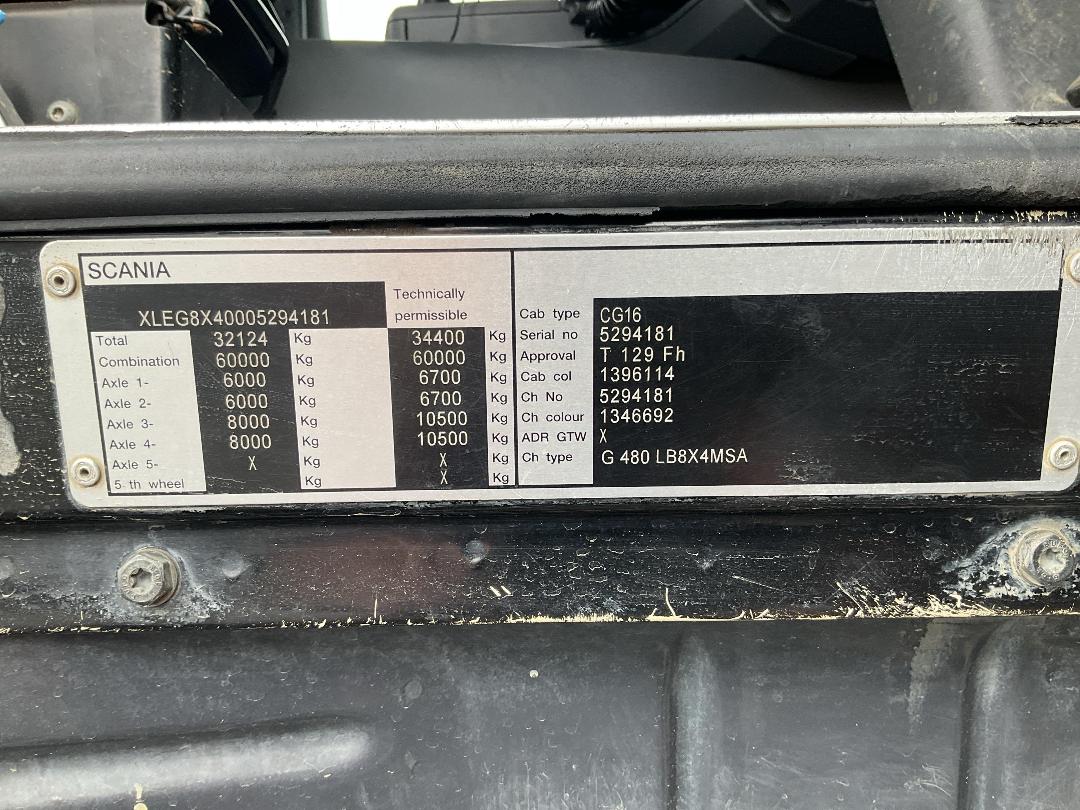 SCANIA
XLEG8X40005294181
Technically
permissible
Total 32124 Kg 34400 Kg
Combination 60000 Kg 60000 Kg
Axle 1- 6000 Kg 6700 Kg
Axle 2- 6000 Kg 6700 Kg
Axle 3- 8000 Kg 10500 Kg
Axle 4- 8000 Kg 10500 Kg
Axle 5- X Kg X Kg
5-th wheel Kg X Kg
Cab type CG16
Serial no 5294181
Approval T 129 Fh
Cab col 1396114
Ch No 5294181
Ch colour 1346692
ADR GTW X
Ch type G 480 LB8X4MSA